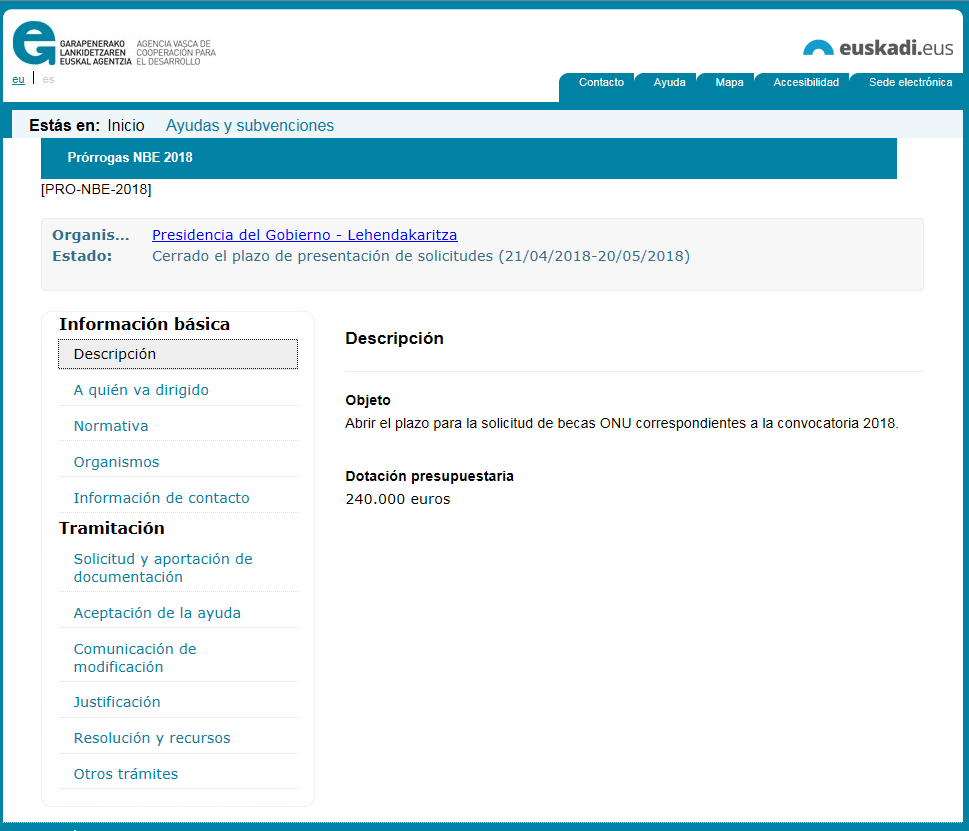 GARAPENERAKO
LANKIDETZAREN
EUSKAL AGENTZIA
AGENCIA VASCA DE
COOPERACIÓN PARA
EL DESARROLLO
euskadi.eus
eu es
Contacto Ayuda Mapa Accesibilidad Sede electrónica
Estás en: Inicio Ayudas y subvenciones
Prórrogas NBE 2018
[PRO-NBE-2018]
Organis... Presidencia del Gobierno - Lehendakaritza
Estado: Cerrado el plazo de presentación de solicitudes (21/04/2018-20/05/2018)
Información básica
Descripción
A quién va dirigido
Normativa
Organismos
Información de contacto
Tramitación
Solicitud y aportación de
documentación
Aceptación de la ayuda
Comunicación de
modificación
Justificación
Resolución y recursos
Otros trámites
Descripción
Objeto
Abrir el plazo para la solicitud de becas ONU correspondientes a la convocatoria 2018.
Dotación presupuestaria
240.000 euros